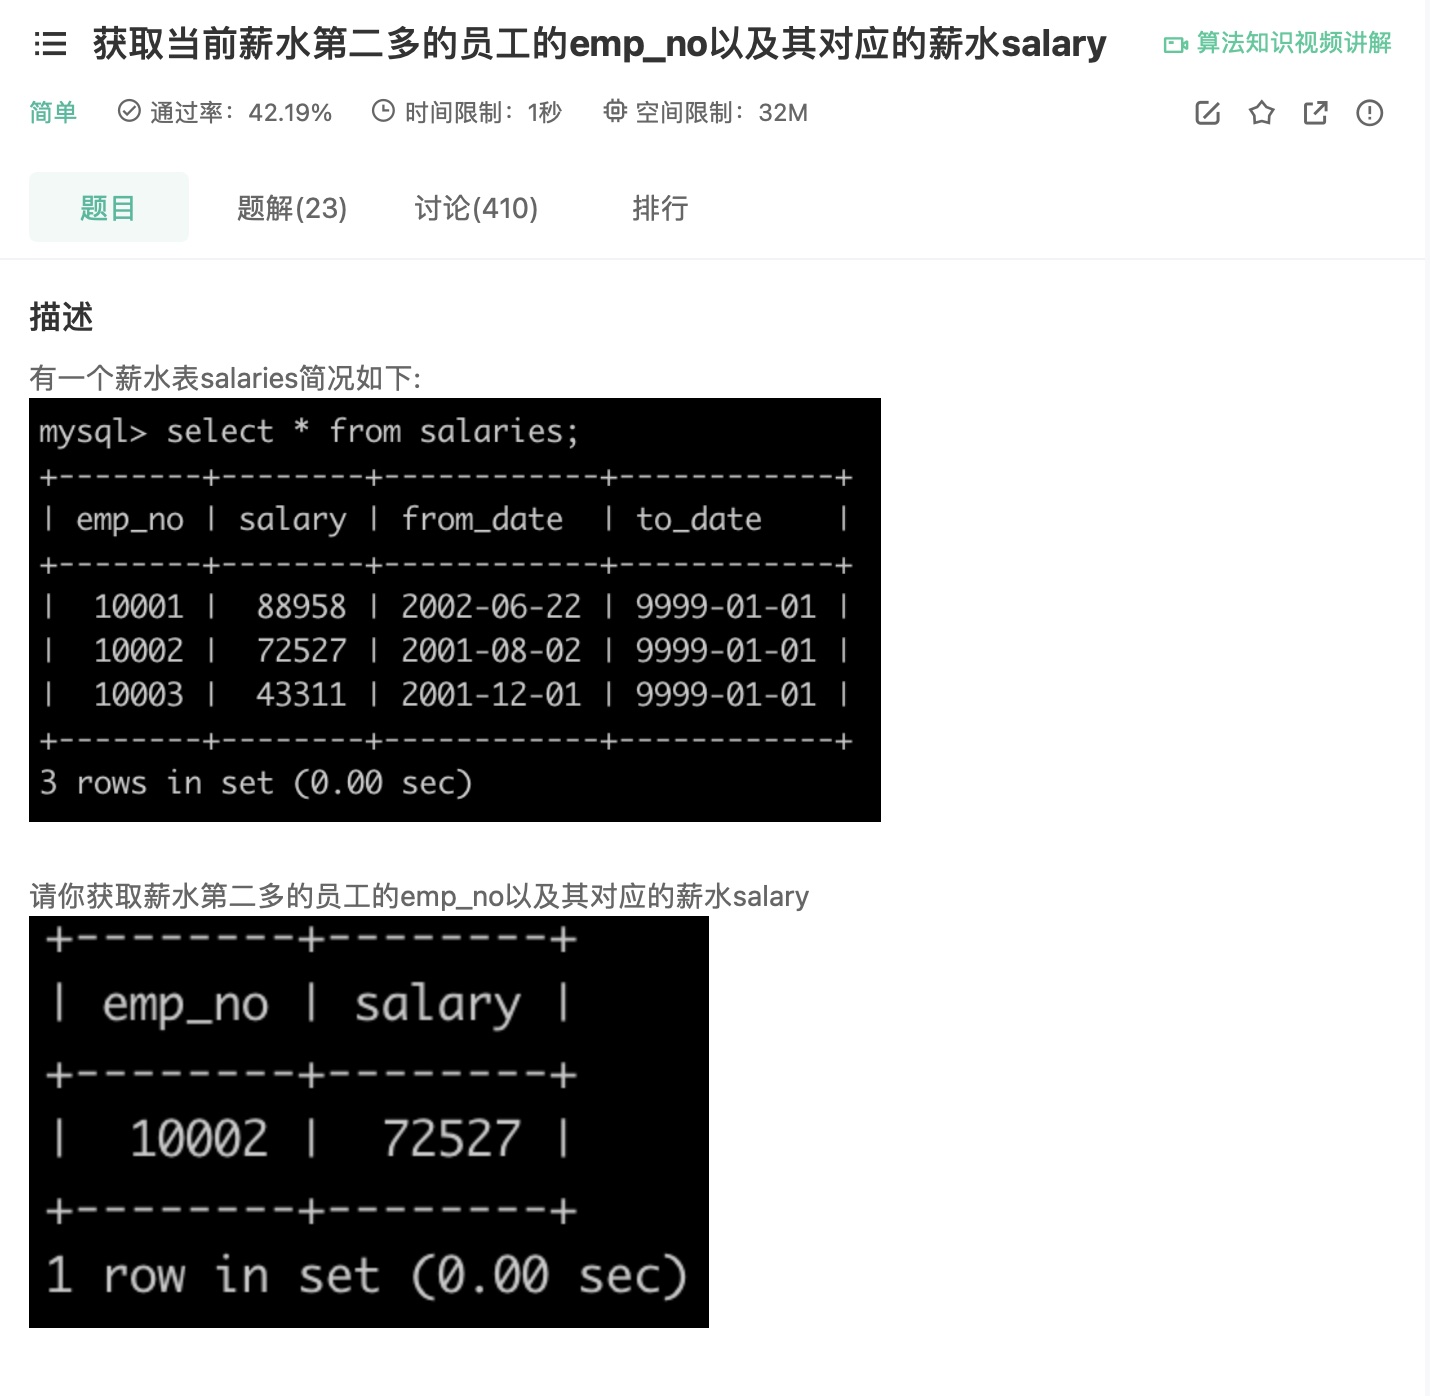 获取当前薪水第二多的员工的emp_no以及其对应的薪水salary 算法知识视频讲解
简单 通过率：42.19% 时间限制：1秒 空间限制：32M
题目 题解(23) 讨论(410) 排行
描述
有一个薪水表salaries简况如下:
mysql> select * from salaries;
+--------+--------+------------+------------+
| emp_no | salary | from_date  | to_date    |
+--------+--------+------------+------------+
|  10001 |  88958 | 2002-06-22 | 9999-01-01 |
|  10002 |  72527 | 2001-08-02 | 9999-01-01 |
|  10003 |  43311 | 2001-12-01 | 9999-01-01 |
+--------+--------+------------+------------+
3 rows in set (0.00 sec)
请你获取薪水第二多的员工的emp_no以及其对应的薪水salary
+--------+--------+
| emp_no | salary |
+--------+--------+
|  10002 |  72527 |
+--------+--------+
1 row in set (0.00 sec)